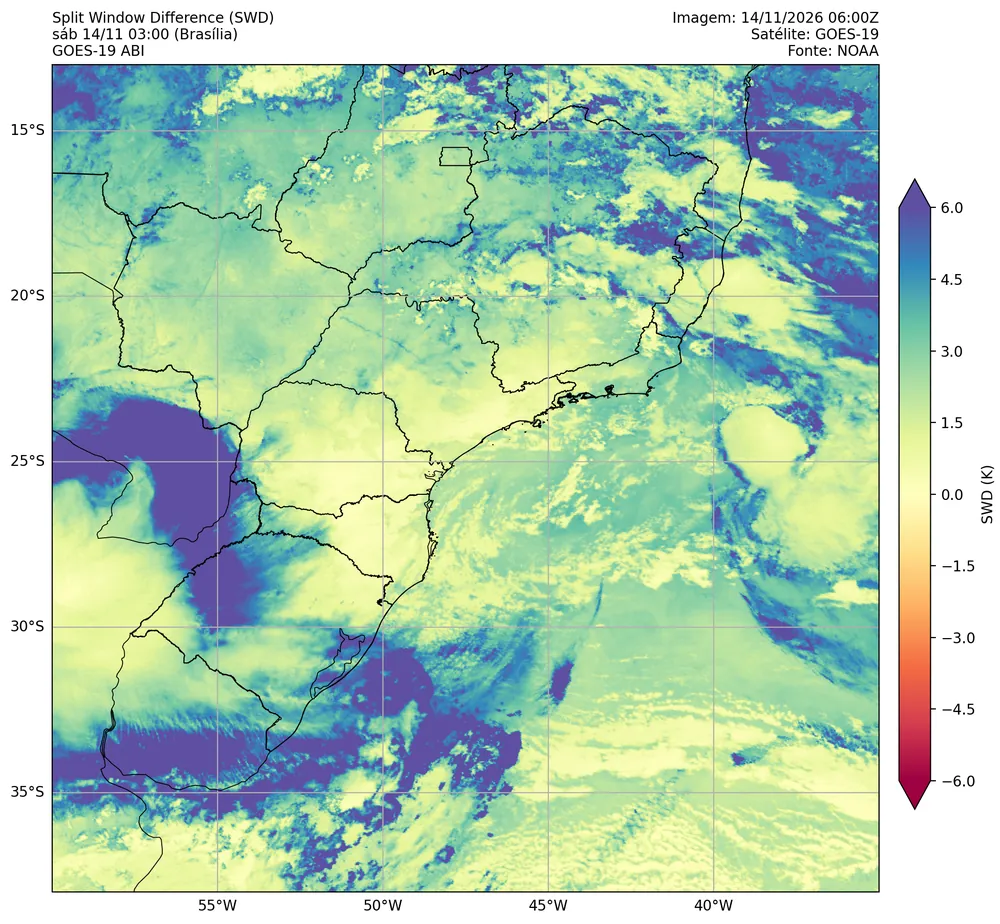 Split Window Difference (SWD)
sáb 14/11 03:00 (Brasília)
GOES-19 ABI
Imagem: 14/11/2026 06:00Z
Satélite: GOES-19
Fonte: NOAA
15°S
20°S
25°S
30°S
35°S
55°W
50°W
45°W
40°W
6.0
4.5
3.0
1.5
0.0
−1.5
−3.0
−4.5
−6.0
SWD (K)